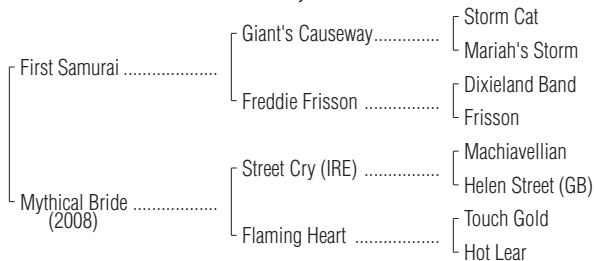 Storm Cat
Giant's Causeway...............
Mariah's Storm
First Samurai .....................
Dixieland Band
Freddie Frisson .................
Frisson
Machiavellian
Street Cry (IRE) .................
Helen Street (GB)
Mythical Bride ...................
(2008)
Touch Gold
Flaming Heart ...................
Hot Lear